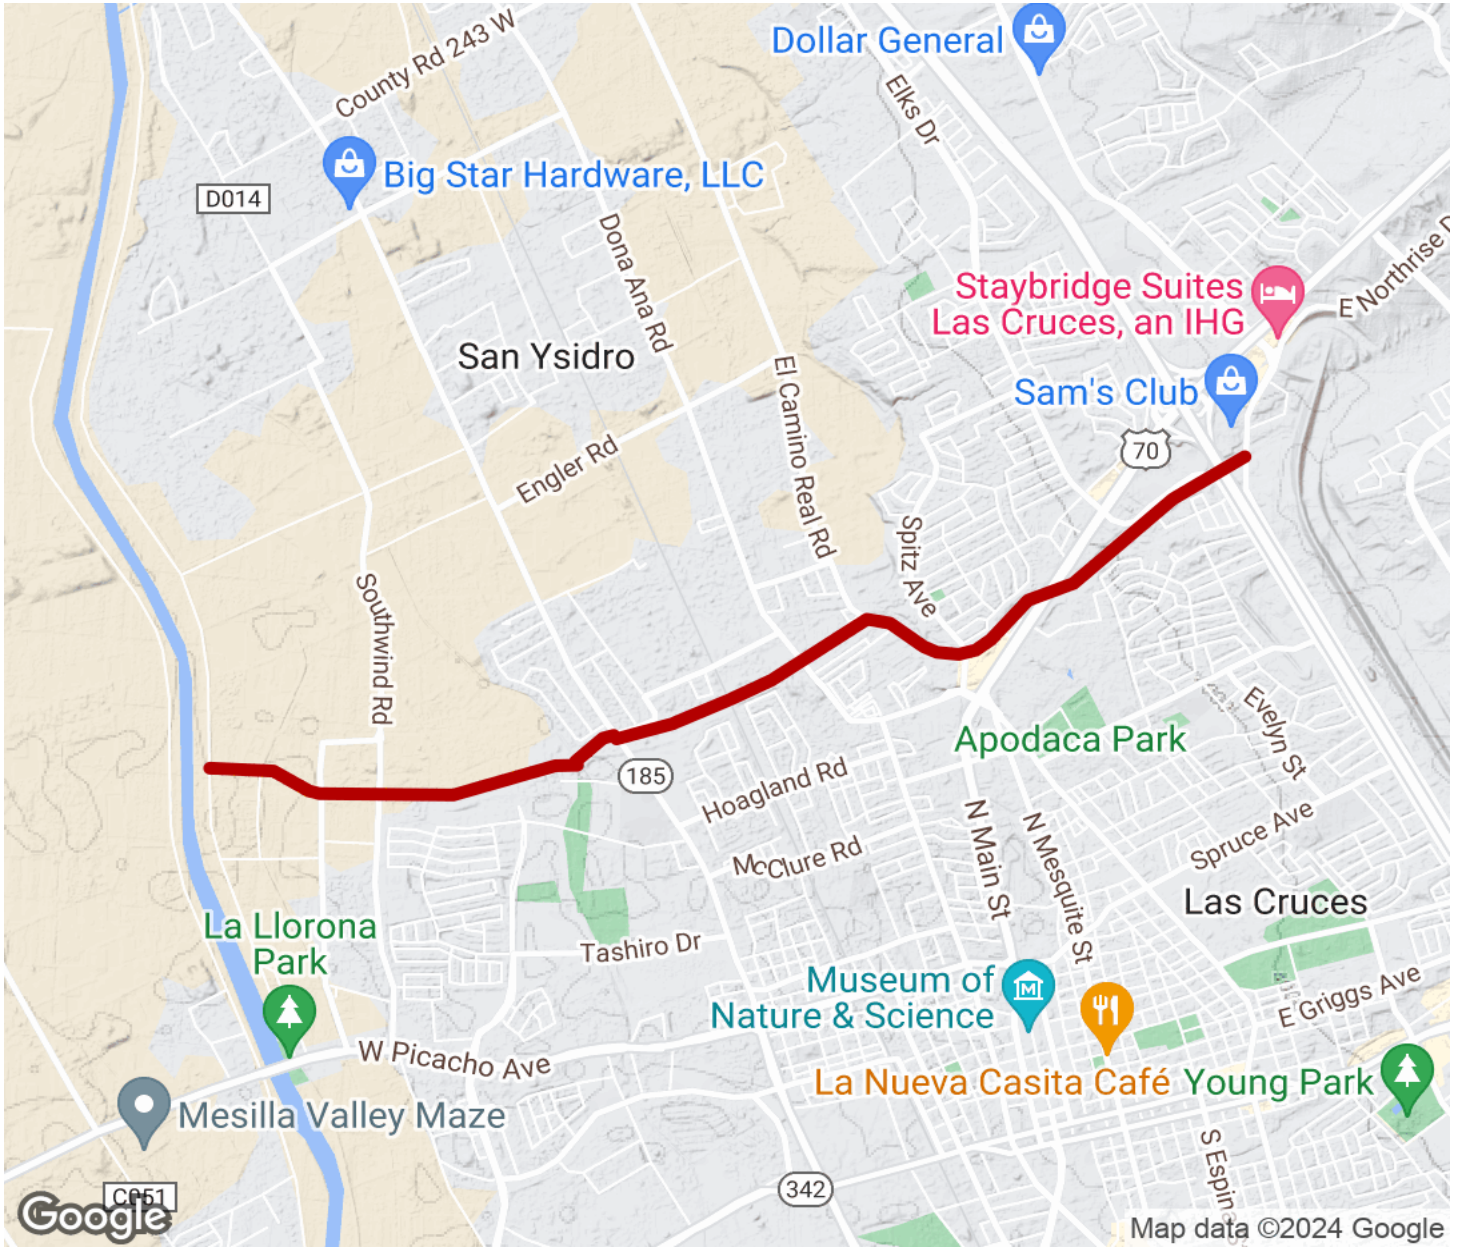 County Rd 243 W
Dollar General
Elks Dr
Big Star Hardware, LLC
D014
Dona Ana Rd
E Northrise D
Staybridge Suites
Las Cruces, an IHG
San Ysidro
El Camino Real Rd
Sam's Club
70
Engler Rd
Spitz Ave
Southwind Rd
Evelyn St
Apodaca Park
185
Hoagland Rd
N Main St
N Mesquite St
Spruce Ave
McClure Rd
Las Cruces
La Llorona
Park
Tashiro Dr
Museum of
Nature & Science
E Griggs Ave
W Picacho Ave
La Nueva Casita Café
Young Park
Mesilla Valley Maze
S Espin
342
C051
Google
Map data ©2024 Google